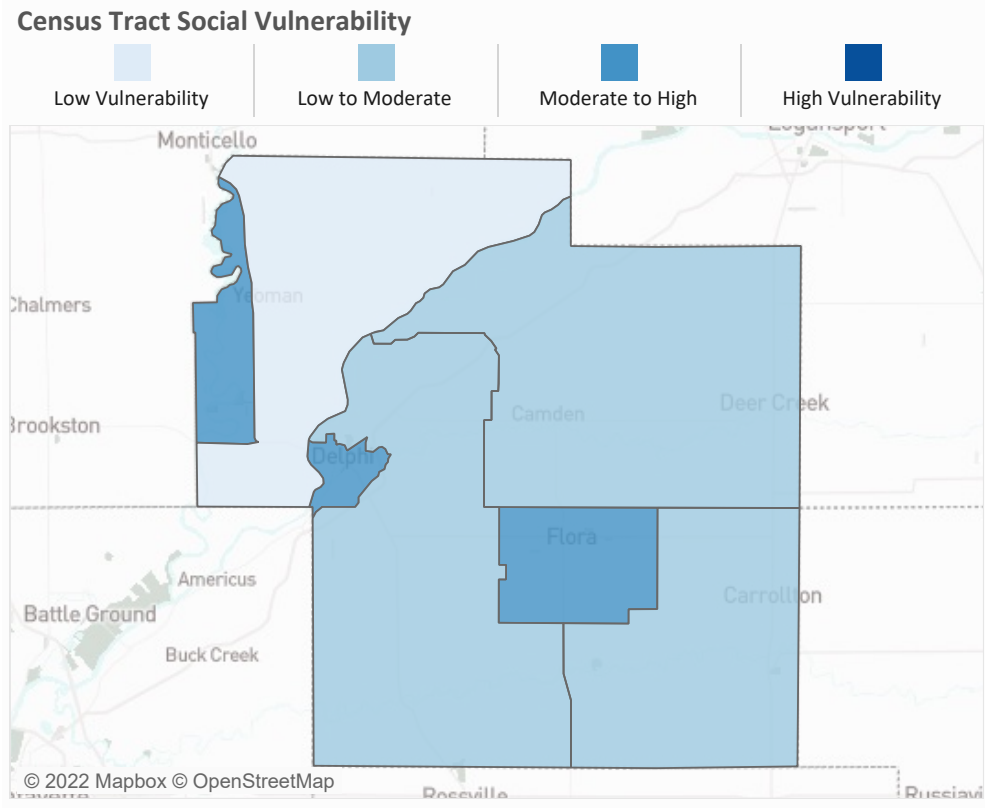 Census Tract Social Vulnerability
Low Vulnerability
Low to Moderate
Moderate to High
High Vulnerability
Monticello
Logansport
Yeoman
Chalmers
Deer Creek
Camden
Brookston
Delphi
Flora
Americus
Carrollton
Battle Ground
Buck Creek
© 2022 Mapbox © OpenStreetMap
Rossville